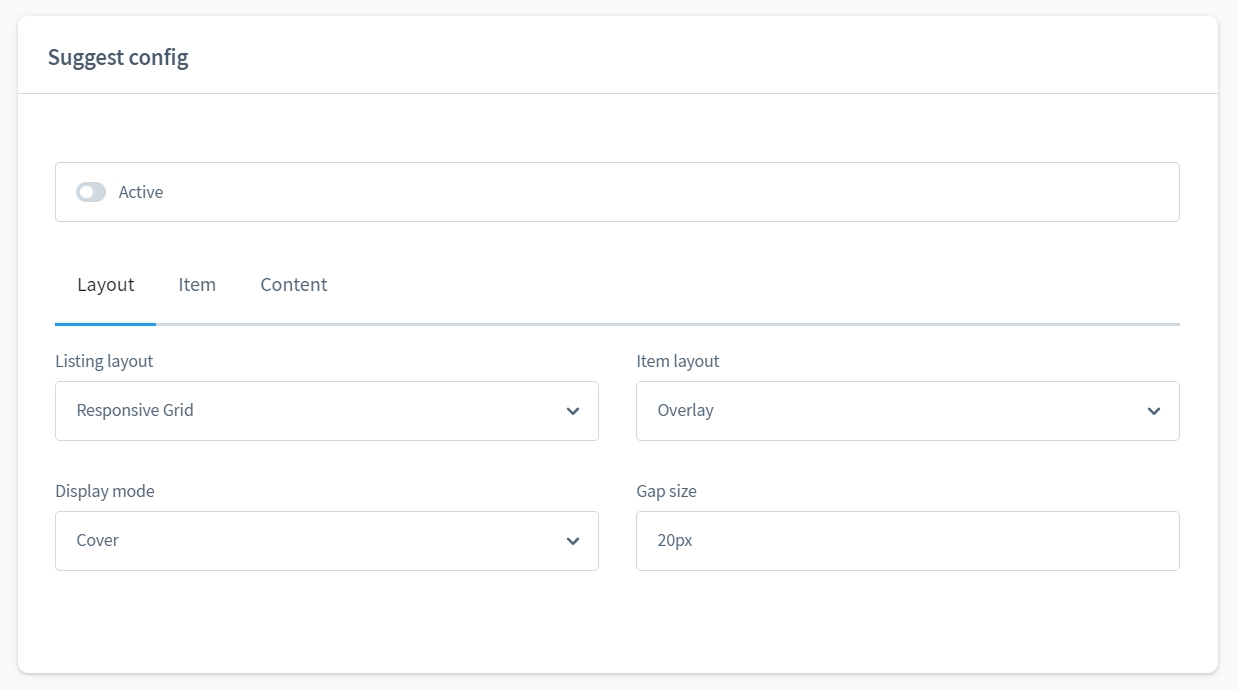 Suggest config
Active
Layout Item Content
Listing layout Item layout
Responsive Grid Overlay
Display mode Gap size
Cover 20px